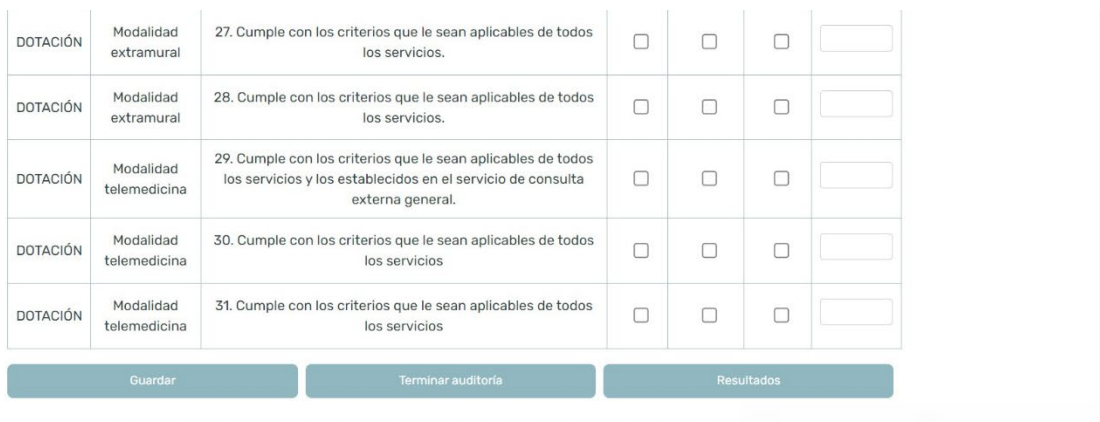 DOTACIÓN
Modalidad
extramural
27. Cumple con los criterios le sean aplicables de todos
los servicios.
DOTACIÓN
Modalidad
extramural
28. Cumple con los criterios que le sean aplicables de todos
los servicios.
DOTACIÓN
Modalidad
telemedicina
29. Cumple con los criterios que le sean aplicables de todos
los servicios y los establecidos en el servicio de consulta
externa general.
DOTACIÓN
Modalidad
telemedicina
30. Cumple con los criterios que le sean aplicables de todos
los servicios
DOTACIÓN
Modalidad
telemedicina
31. Cumple con los criterios que le sean aplicables de todos
los servicios
Guardar
Terminar auditoría
Resultados